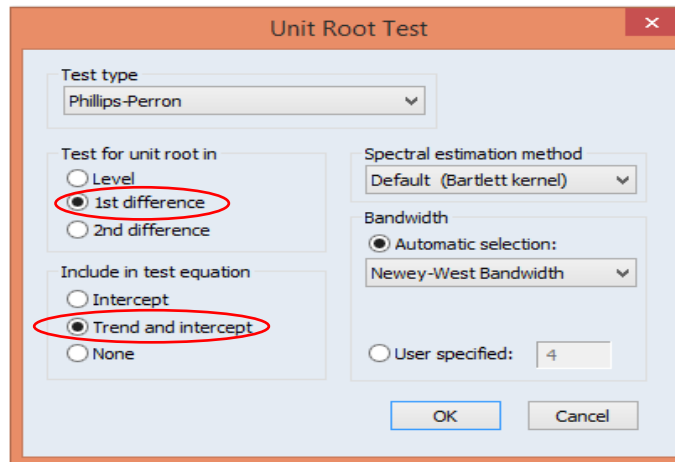 Unit Root Test
Test type
Phillips-Perron
Test for unit root in
Level
1st difference
2nd difference
Include in test equation
Intercept
Trend and intercept
None
Spectral estimation method
Default (Bartlett kernel)
Bandwidth
Automatic selection:
Newey-West Bandwidth
User specified: 4
OK Cancel